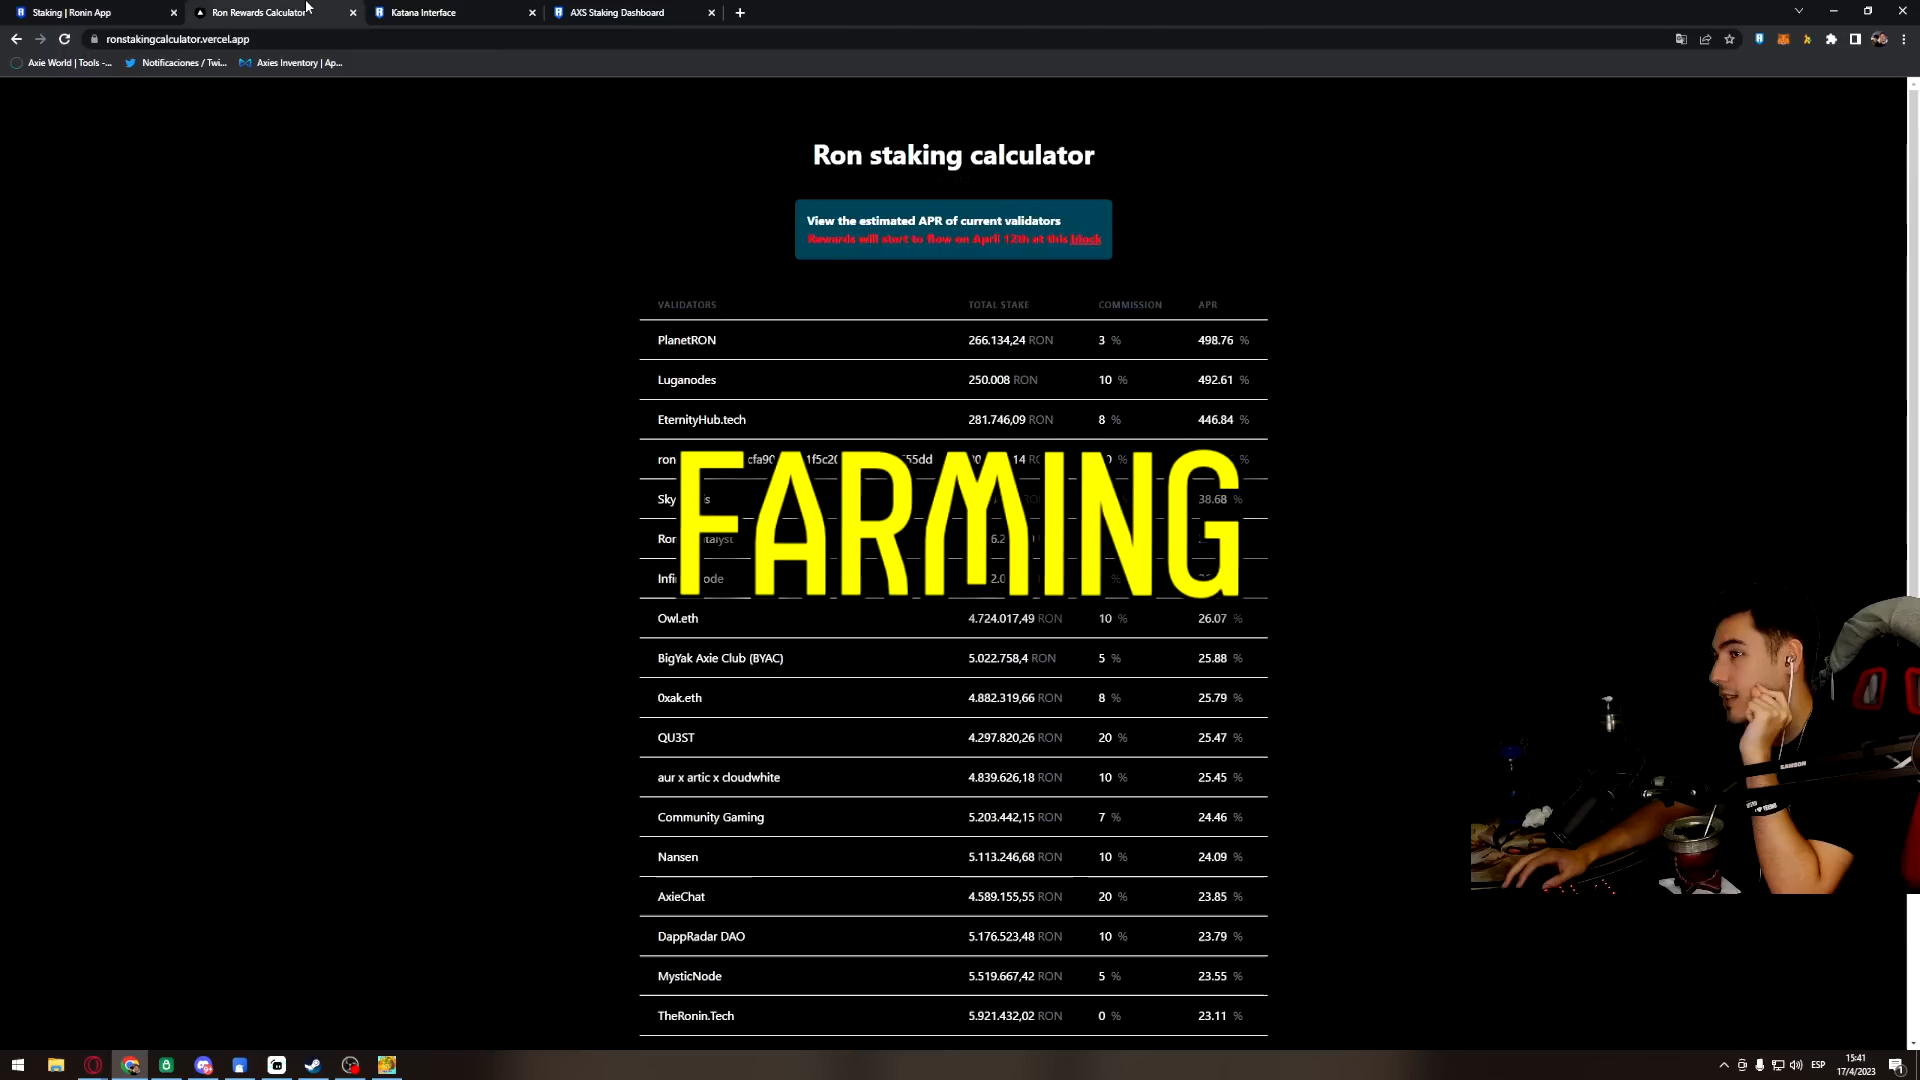 Staking | Ronin App
Ron Rewards Calculator
Katana Interface
AXS Staking Dashboard
ronstakingcalculator.vercel.app
Axie World | Tools -...
Notificaciones / Twi...
Axies Inventory | Ap...
Ron staking calculator
View the estimated APR of current validators
Rewards will start to flow on April 12th at this block
VALIDATORS TOTAL STAKE COMMISSION APR
PlanetRON 266.134,24 RON 3 % 498.76 %
Luganodes 250.008 RON 10 % 492.61 %
EternityHub.tech 281.746,09 RON 8 % 446.84 %
FARMING
38.68 %
Owl.eth 4.724.017,49 RON 10 % 26.07 %
BigYak Axie Club (BYAC) 5.022.758,4 RON 5 % 25.88 %
0xak.eth 4.882.319,66 RON 8 % 25.79 %
QU3ST 4.297.820,26 RON 20 % 25.47 %
aur x artic x cloudwhite 4.839.626,18 RON 10 % 25.45 %
Community Gaming 5.203.442,15 RON 7 % 24.46 %
Nansen 5.113.246,68 RON 10 % 24.09 %
AxieChat 4.589.155,55 RON 20 % 23.85 %
DappRadar DAO 5.176.523,48 RON 10 % 23.79 %
MysticNode 5.519.667,42 RON 5 % 23.55 %
TheRonin.Tech 5.921.432,02 RON 0 % 23.11 %
SAMSON
ESP
15:41
17/4/2023